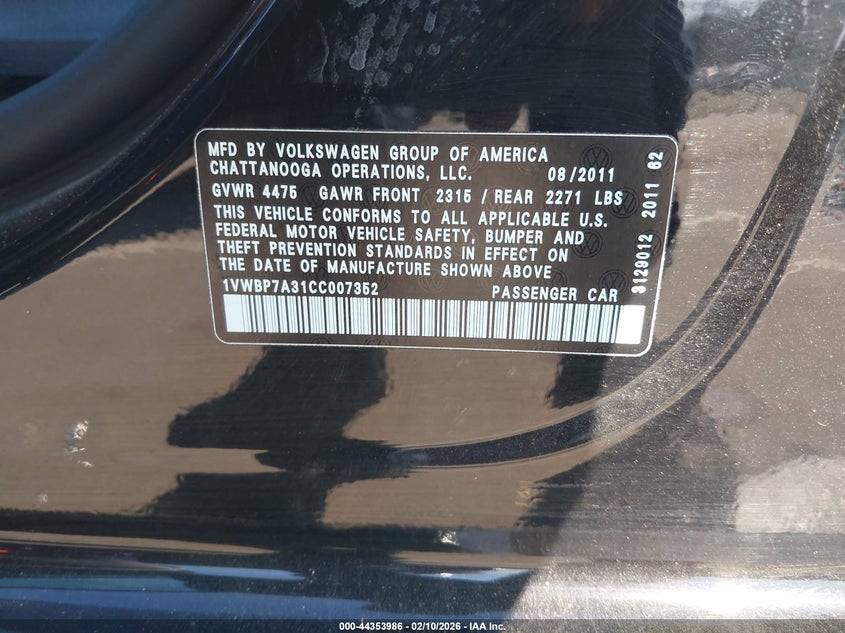 MFD BY VOLKSWAGEN GROUP OF AMERICA
CHATTANOOGA OPERATIONS, LLC. 08/2011
GVWR 4475 GAWR FRONT 2315 / REAR 2271 LBS
THIS VEHICLE CONFORMS TO ALL APPLICABLE U.S.
FEDERAL MOTOR VEHICLE SAFETY, BUMPER AND
THEFT PREVENTION STANDARDS IN EFFECT ON
THE DATE OF MANUFACTURE SHOWN ABOVE
1VWBP7A31CC007352 PASSENGER CAR
3129012 2011 62
000-44353986 - 02/10/2026 - IAA Inc.